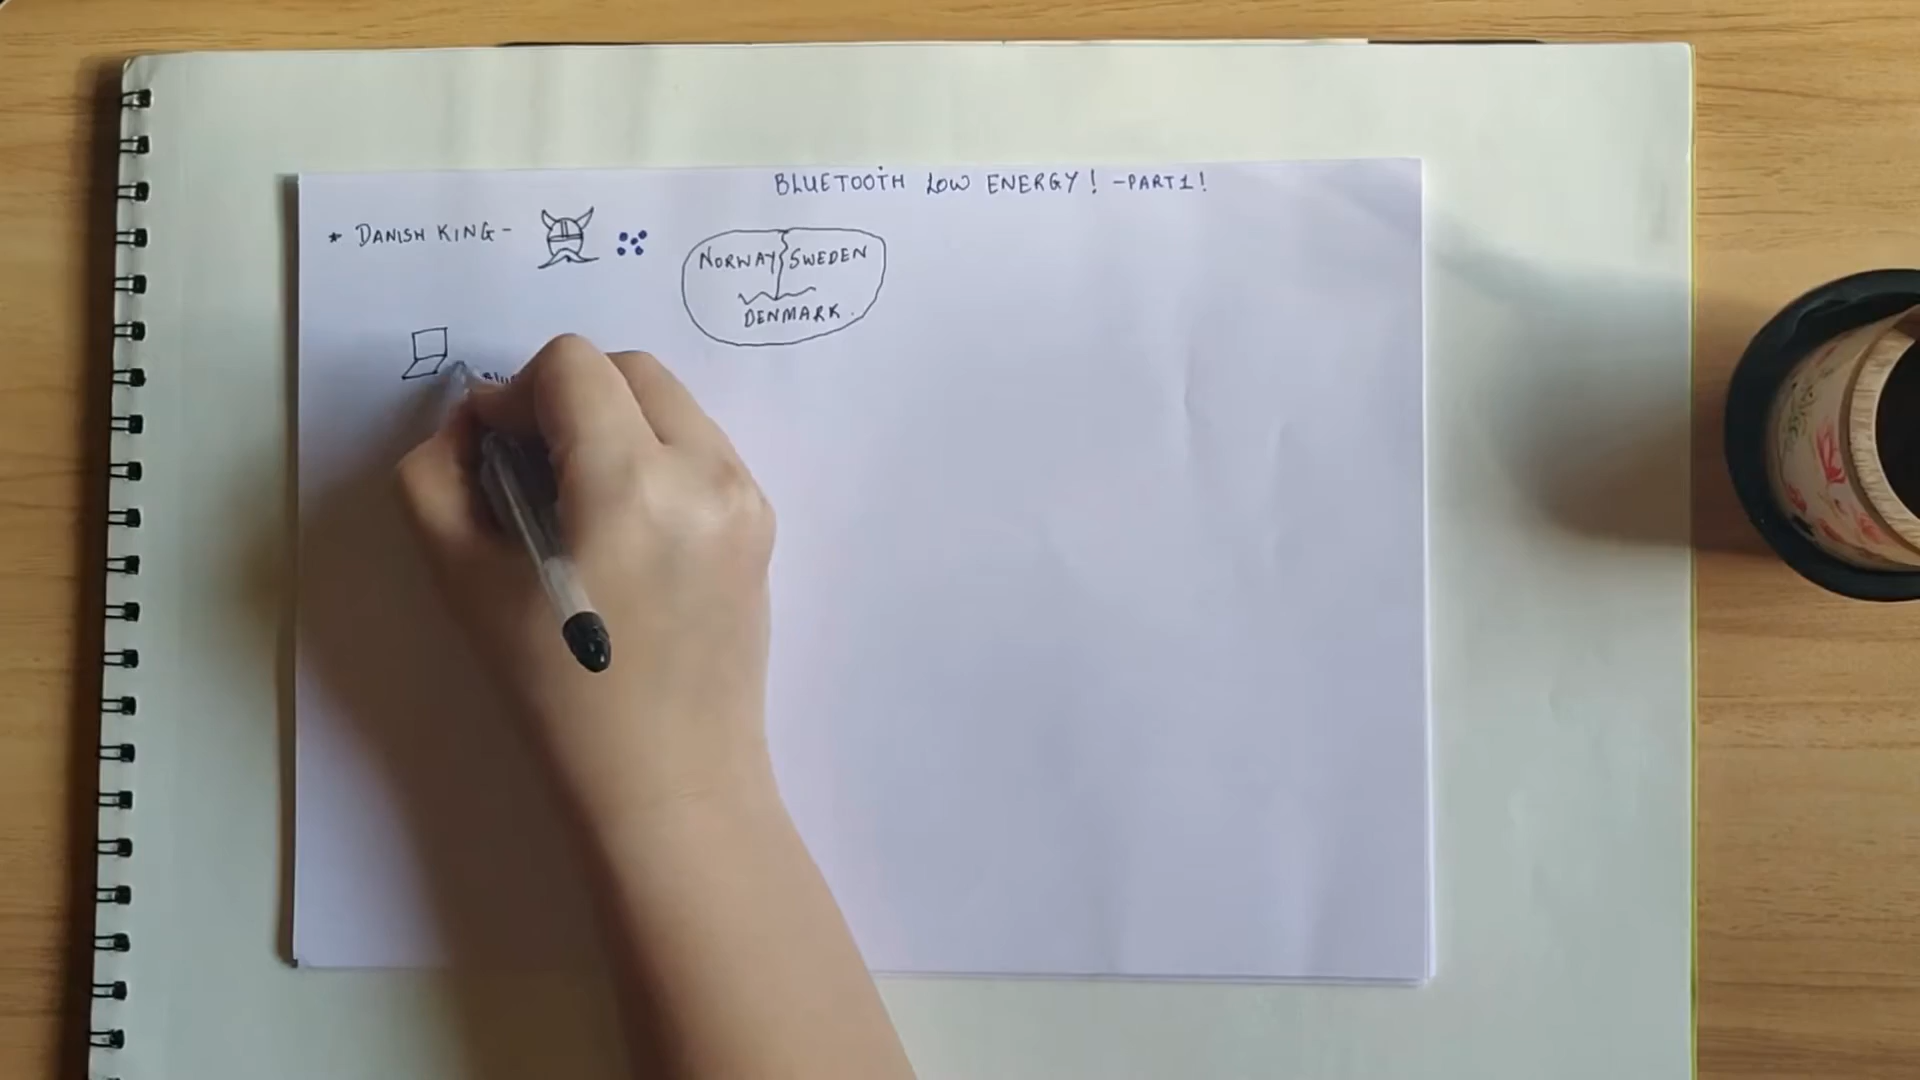 BLUETOOTH LOW ENERGY! -PART1!
* DANISH KING -
NORWAY SWEDEN
DENMARK.